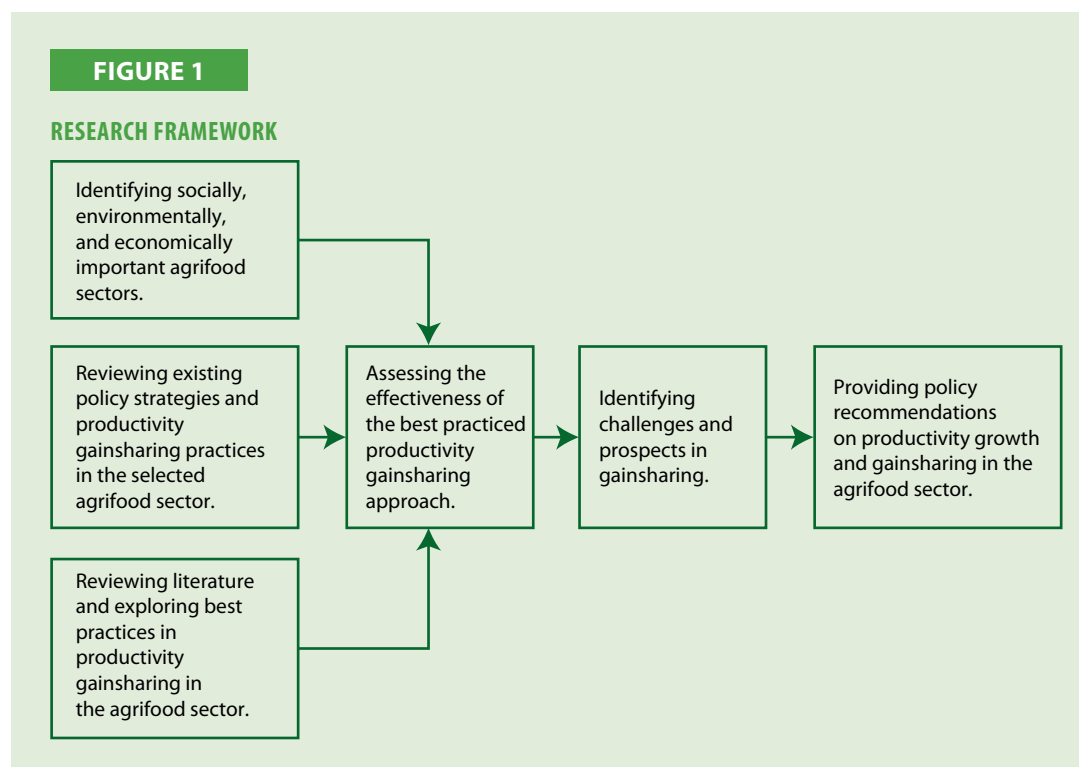 FIGURE 1
RESEARCH FRAMEWORK
Identifying socially,
environmentally,
and economically
important agrifood
sectors.
Reviewing existing
policy strategies and
productivity
gainsharing practices
in the selected
agrifood sector.
Reviewing literature
and exploring best
practices in
productivity
gainsharing in
the agrifood sector.
Assessing the
effectiveness of
the best practiced
productivity
gainsharing
approach.
Identifying
challenges and
prospects in
gainsharing.
Providing policy
recommendations
on productivity growth
and gainsharing in the
agrifood sector.